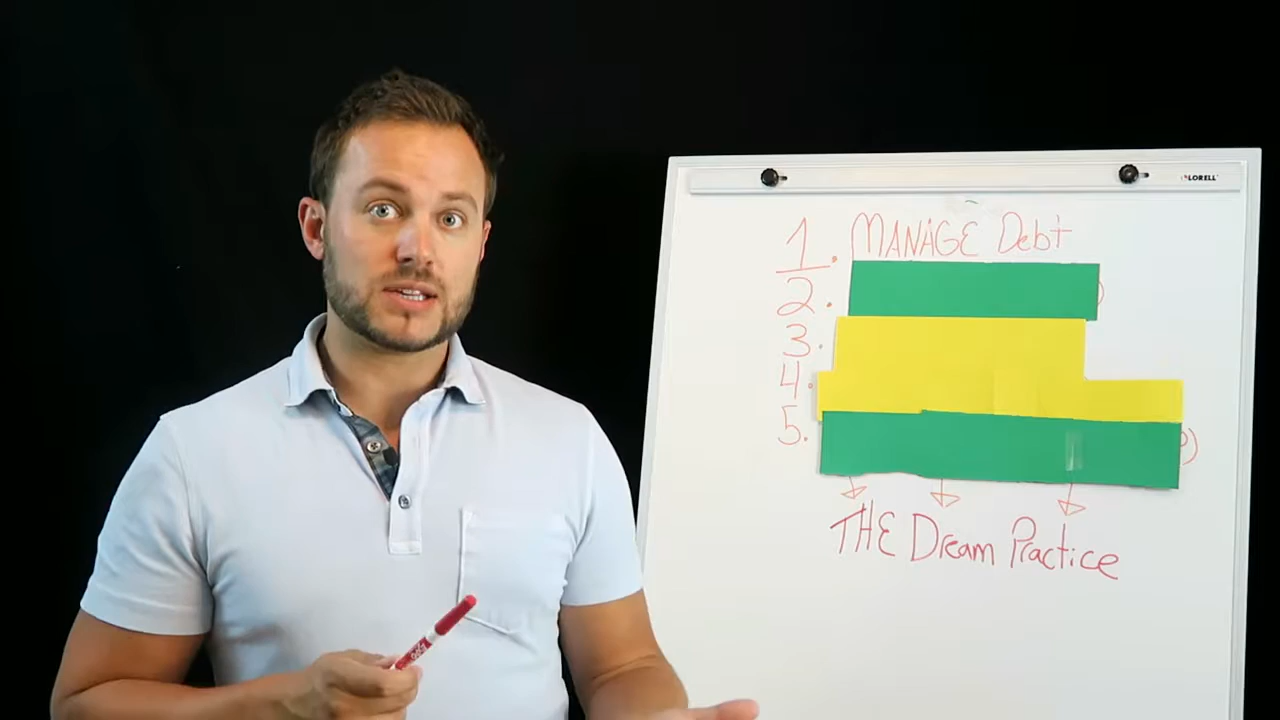 LORELL
1. MANAGE Debt
2.
3.
4.
5.
THE Dream Practice